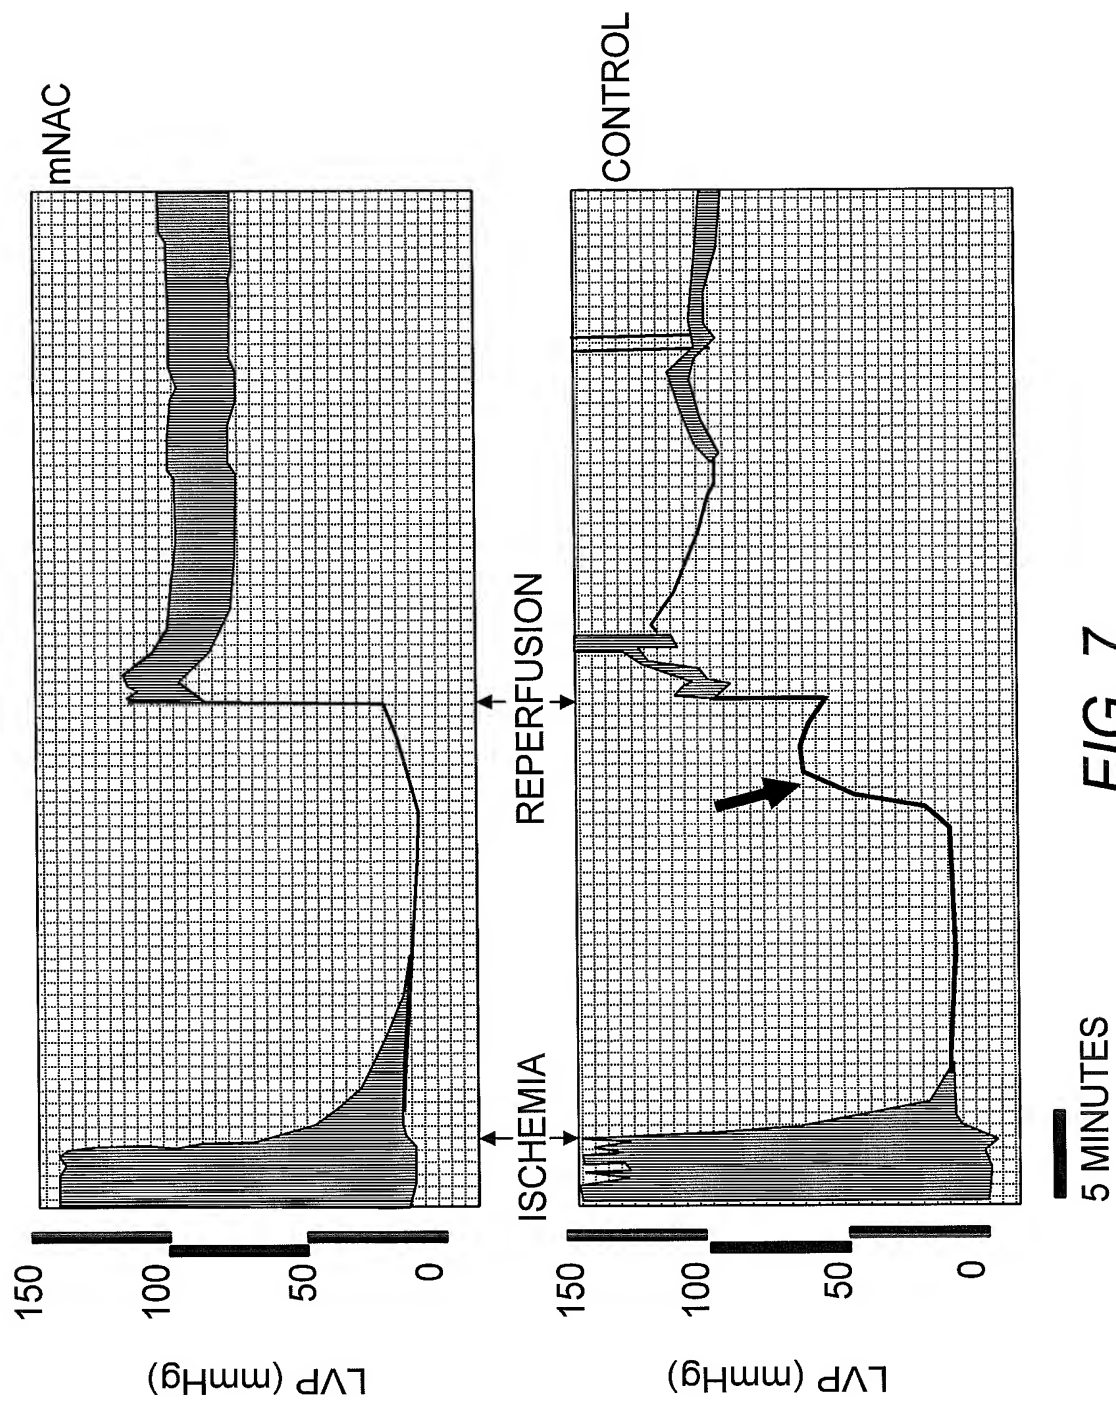 mNAC
LVP (mmHg)
150
100
50
0
ISCHEMIA
REPERFUSION
CONTROL
LVP (mmHg)
150
100
50
0
5 MINUTES
FIG. 7